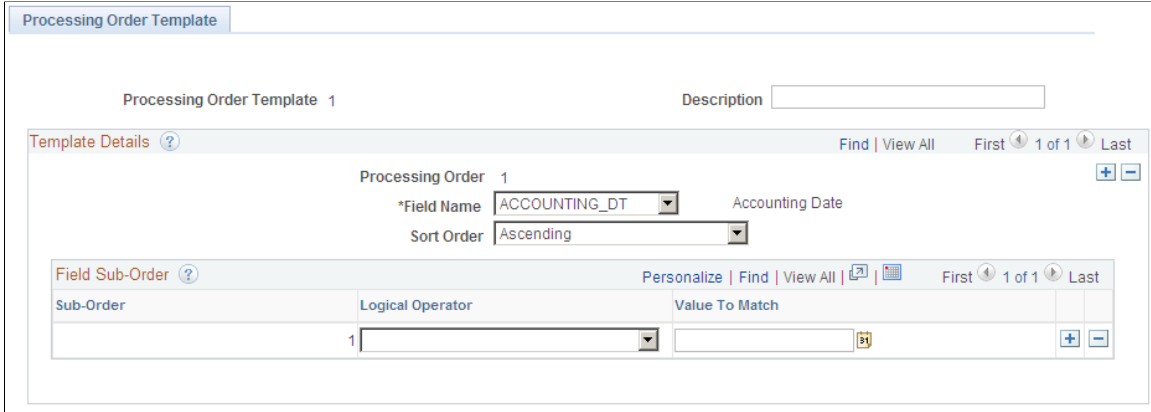 Processing Order Template
Processing Order Template 1 Description
Template Details ? Find | View All First 1 of 1 Last
Processing Order 1
*Field Name ACCOUNTING_DT Accounting Date
Sort Order Ascending
Field Sub-Order ? Personalize | Find | View All | | First 1 of 1 Last
Sub-Order Logical Operator Value To Match
1 31